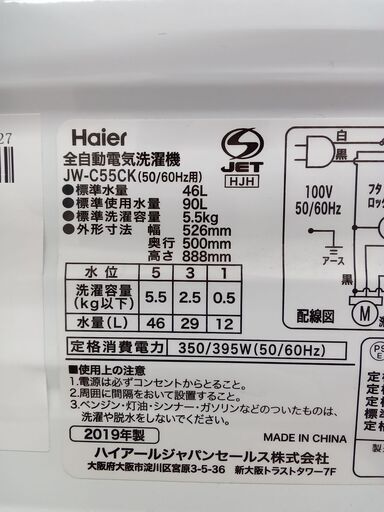 Haier
全自動電気洗濯機
JW-C55CK(50/60Hz用)
■標準水量 46L
■標準使用水量 90L
■標準洗濯容量 5.5kg
■外形寸法 幅 526mm
奥行 500mm
高さ 888mm
S-JET
HJH
水位 5 3 1
洗濯容量(kg以下) 5.5 2.5 0.5
水量(L) 46 29 12
定格消費電力 350/395W(50/60Hz)
■使用上の注意
1.電源は必ずコンセントからとること。
2.周囲に間隔をおいて設置すること。
3.ベンジン・灯油・シンナー・ガソリンなどのついたものは、
洗濯や脱水をしないでください。
2019年製
MADE IN CHINA
ハイアールジャパンセールス株式会社
大阪府大阪市淀川区宮原3-5-36 新大阪トラストタワー7F
白
黒
100V
50/60Hz
アース
フタ
ロッ
黒
M
配線図
定格
定格
定格
27